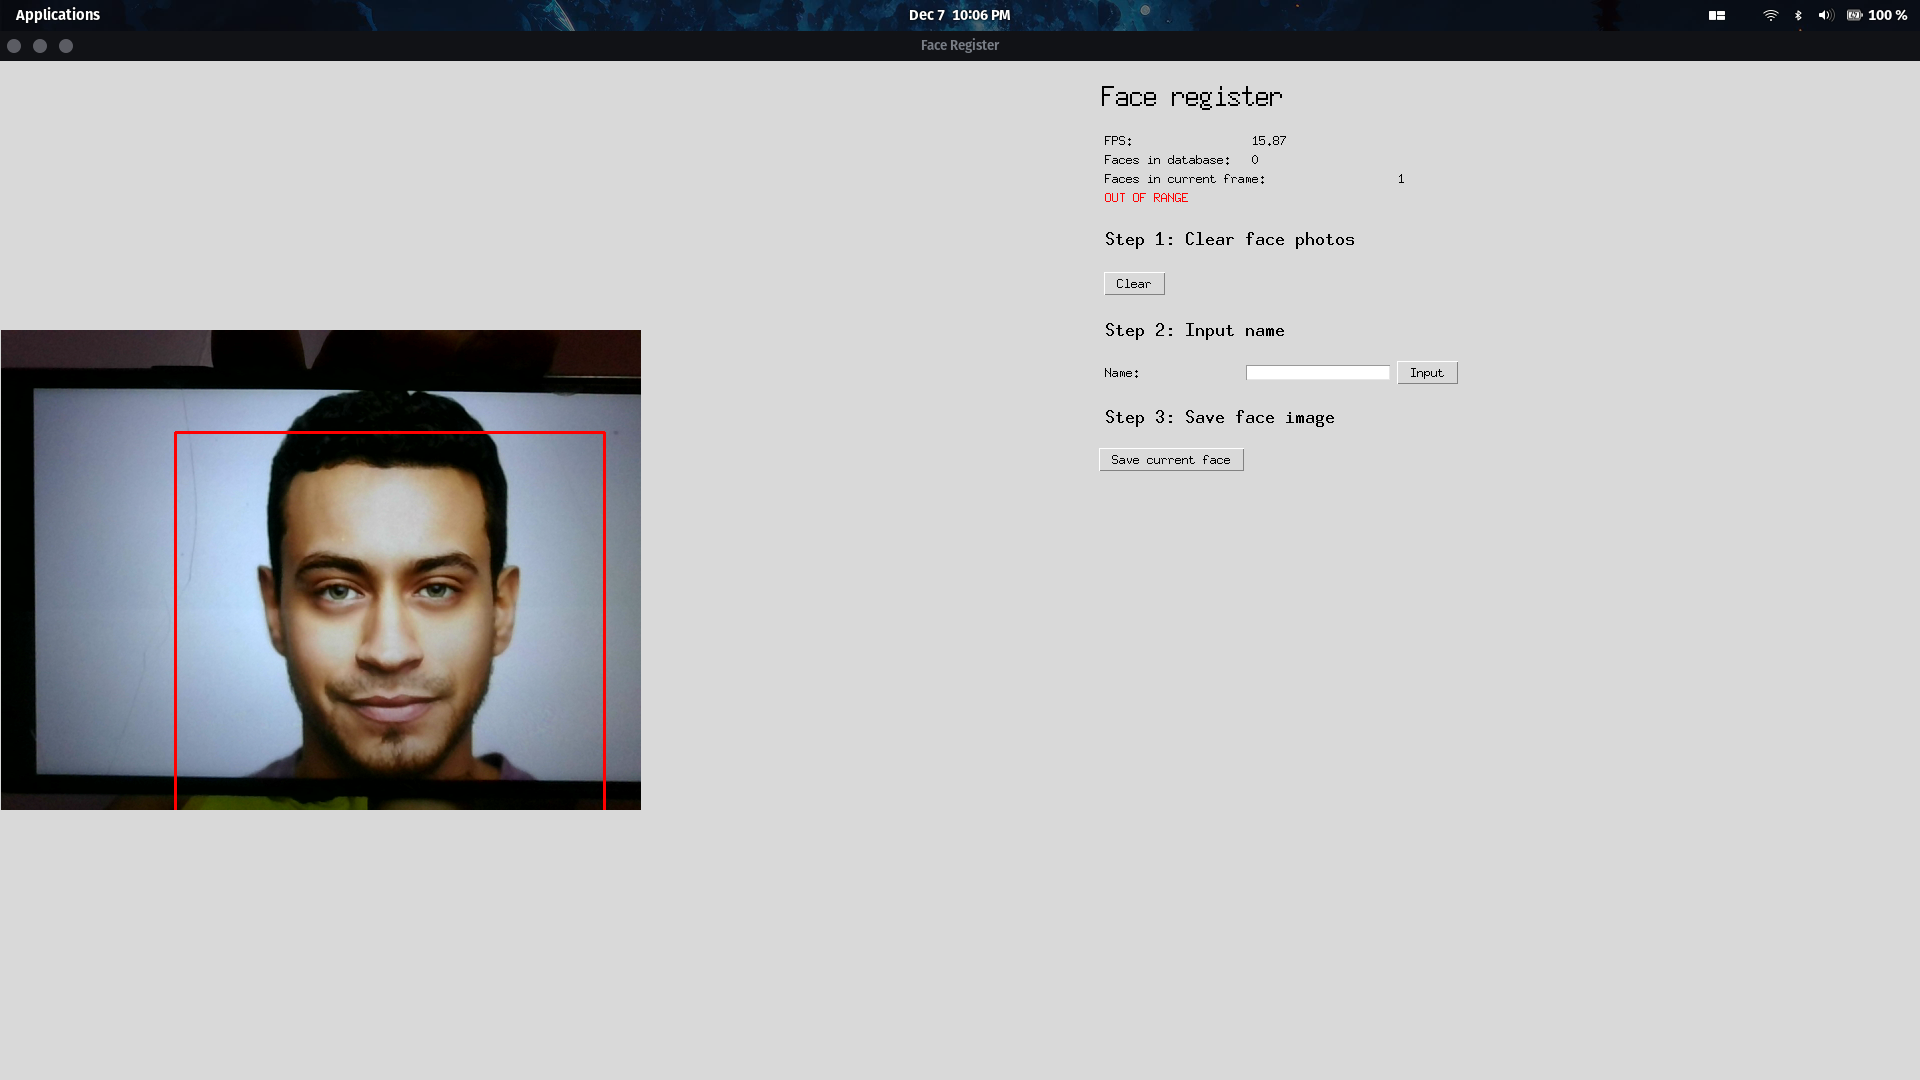 Applications
Dec 7 10:06 PM
100 %
Face Register
Face register
FPS: 15.87
Faces in database: 0
Faces in current frame: 1
OUT OF RANGE
Step 1: Clear face photos
Clear
Step 2: Input name
Name: Input
Step 3: Save face image
Save current face